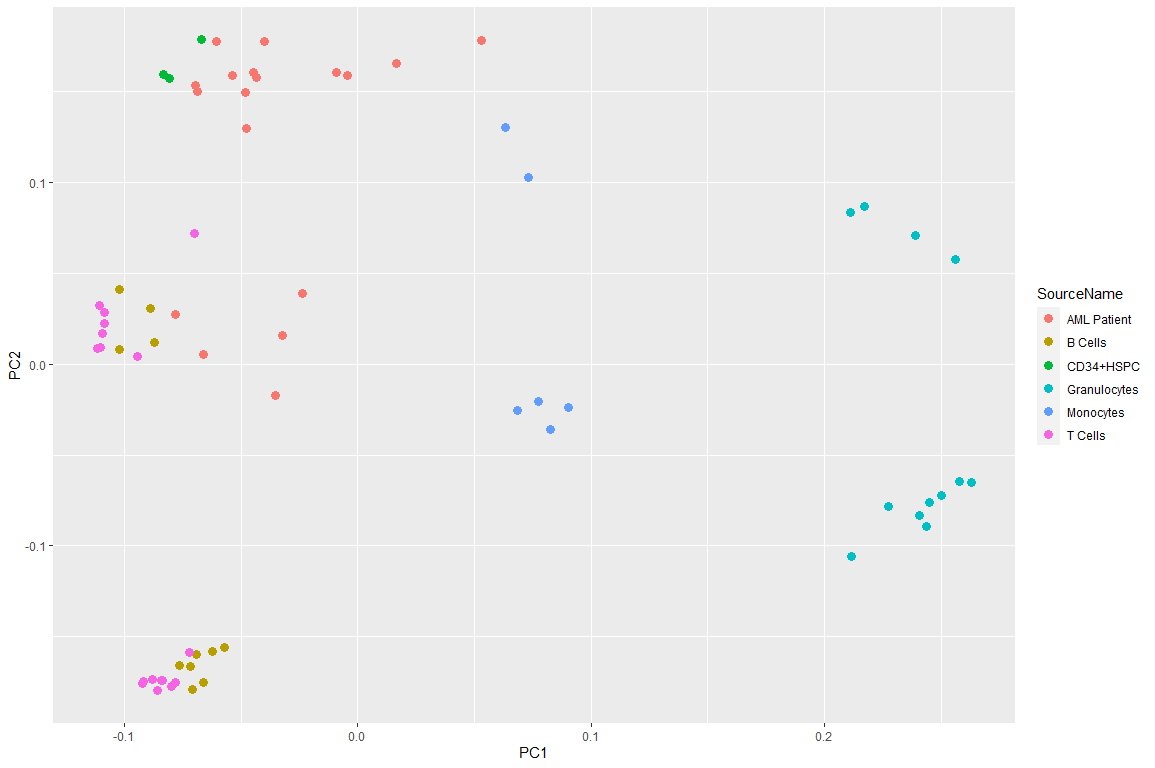 0.1
0.0
-0.1
PC2
-0.1
0.0
0.1
0.2
PC1
SourceName
AML Patient
B Cells
CD34+HSPC
Granulocytes
Monocytes
T Cells